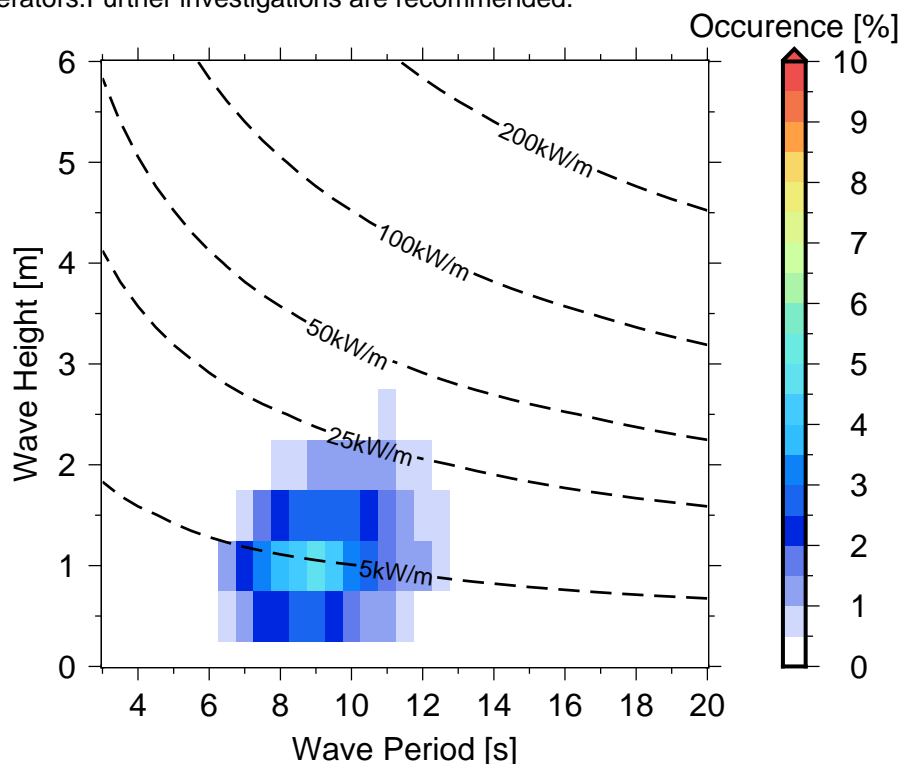 erators.Further investigations are recommended.
Occurence [%]
6
5
4
3
2
1
0
Wave Height [m]
200kW/m
100kW/m
50kW/m
25kW/m
5kW/m
4 6 8 10 12 14 16 18 20
Wave Period [s]
10
9
8
7
6
5
4
3
2
1
0